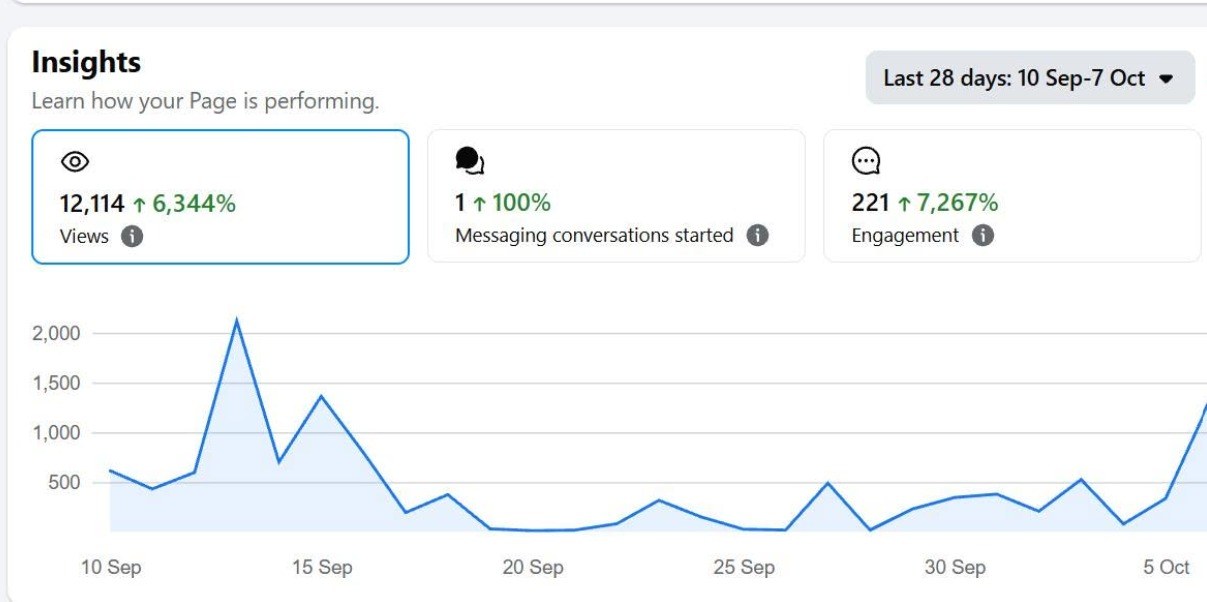 Insights
Learn how your Page is performing.
Last 28 days: 10 Sep-7 Oct
12,114 ↑ 6,344%
Views
1 ↑ 100%
Messaging conversations started
221 ↑ 7,267%
Engagement
2,000
1,500
1,000
500
10 Sep 15 Sep 20 Sep 25 Sep 30 Sep 5 Oct